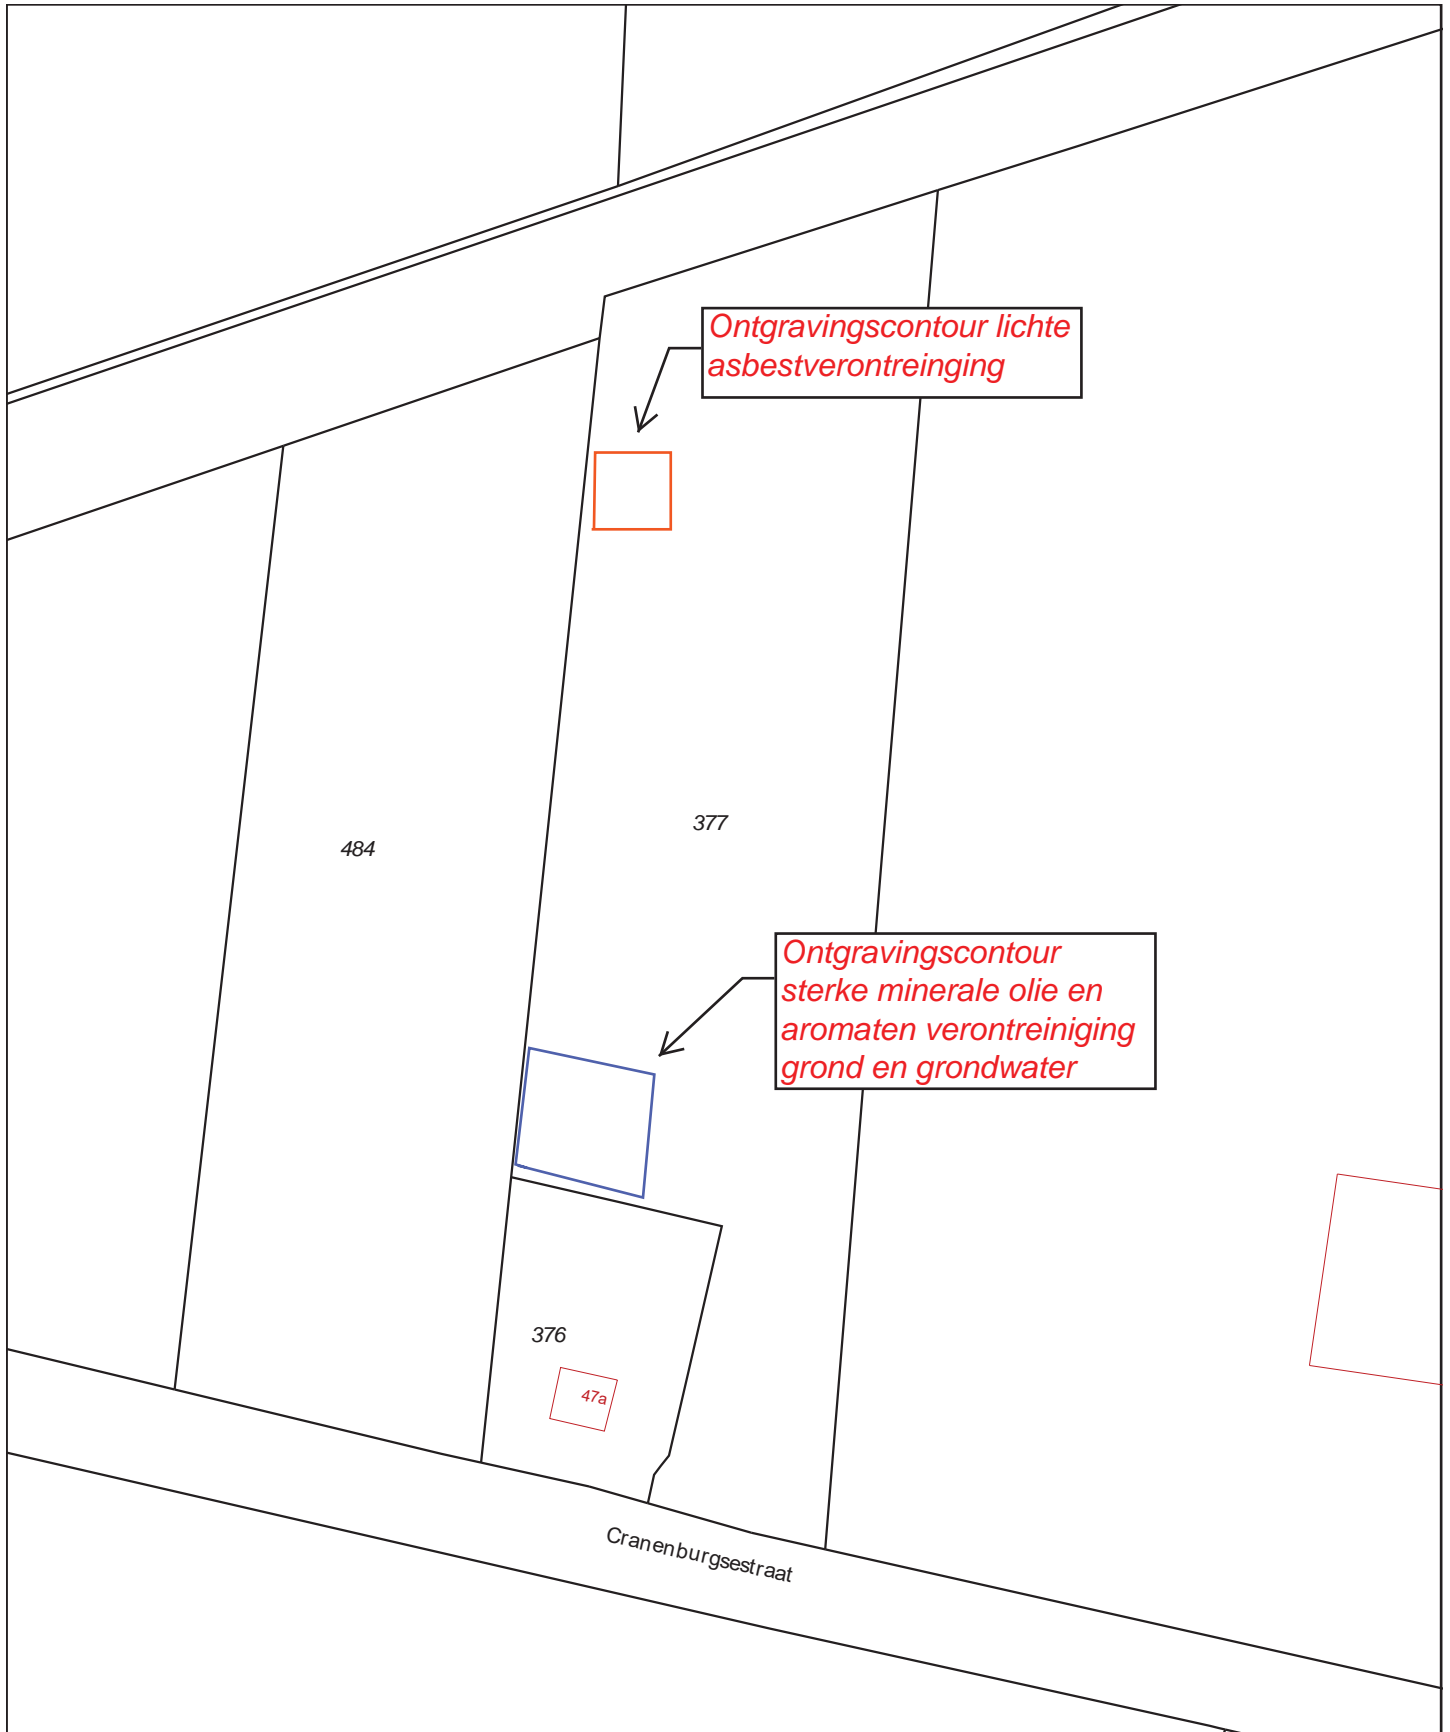 Ontgravingscontour lichte
asbestverontreinging
377
484
Ontgravingscontour
sterke minerale olie en
aromaten verontreiniging
grond en grondwater
376
47a
Cranenburgsestraat